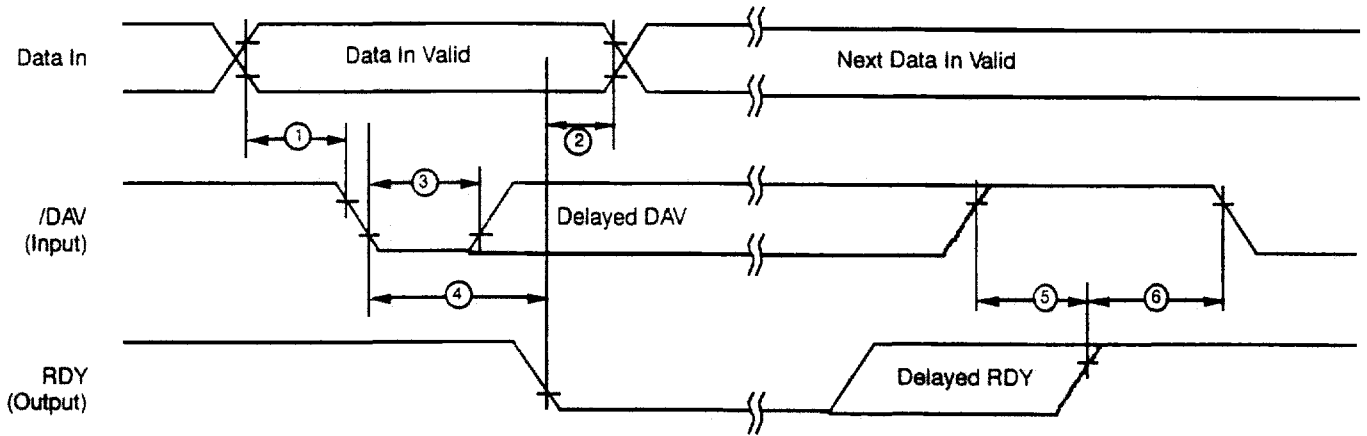 Data In
Data In Valid
Next Data In Valid
1
2
3
/DAV
(Input)
Delayed DAV
4
5
6
RDY
(Output)
Delayed RDY